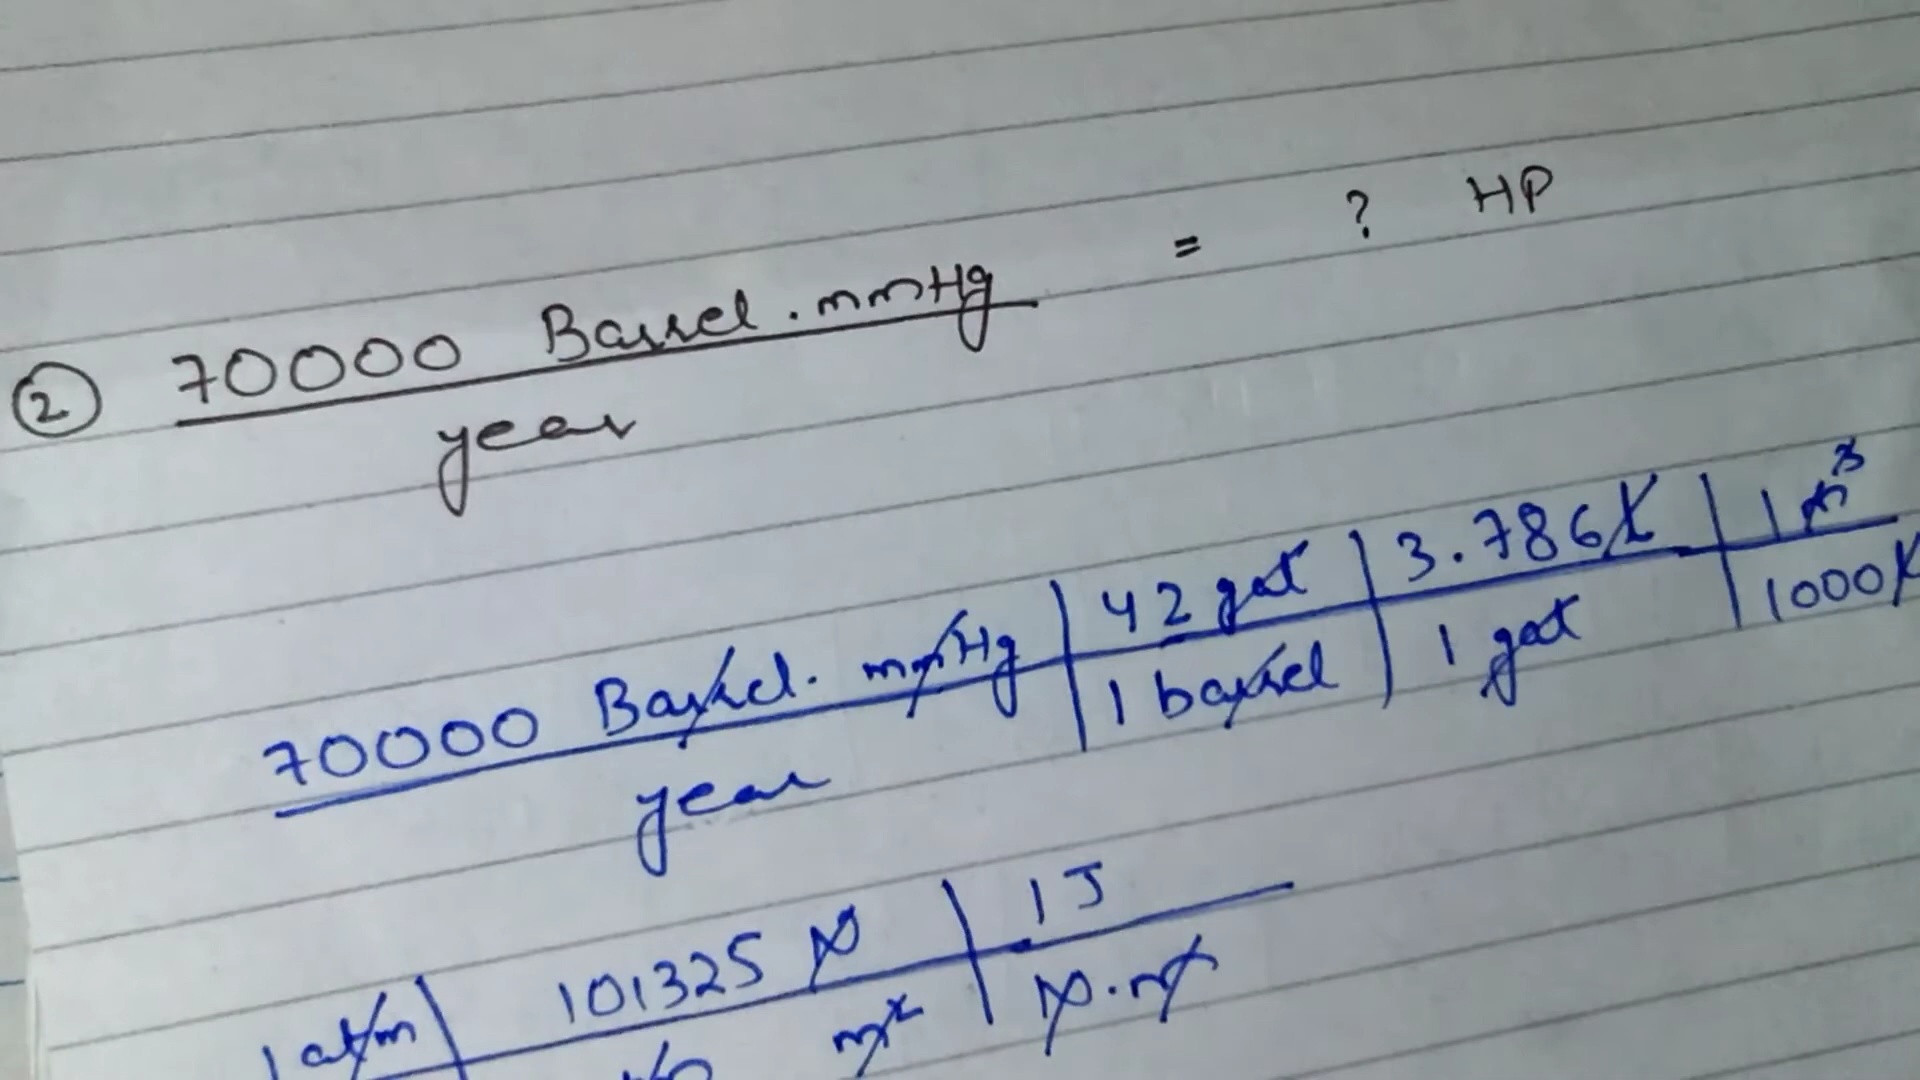 = ? HP
② 70000 Barrel . mmHg
year
70000 Barrel . mmHg | 42 gal | 3.786 L | 1 m³
year 1 barrel 1 gal 1000 L
1 atm | 101325 N | 1 J
m² N.m